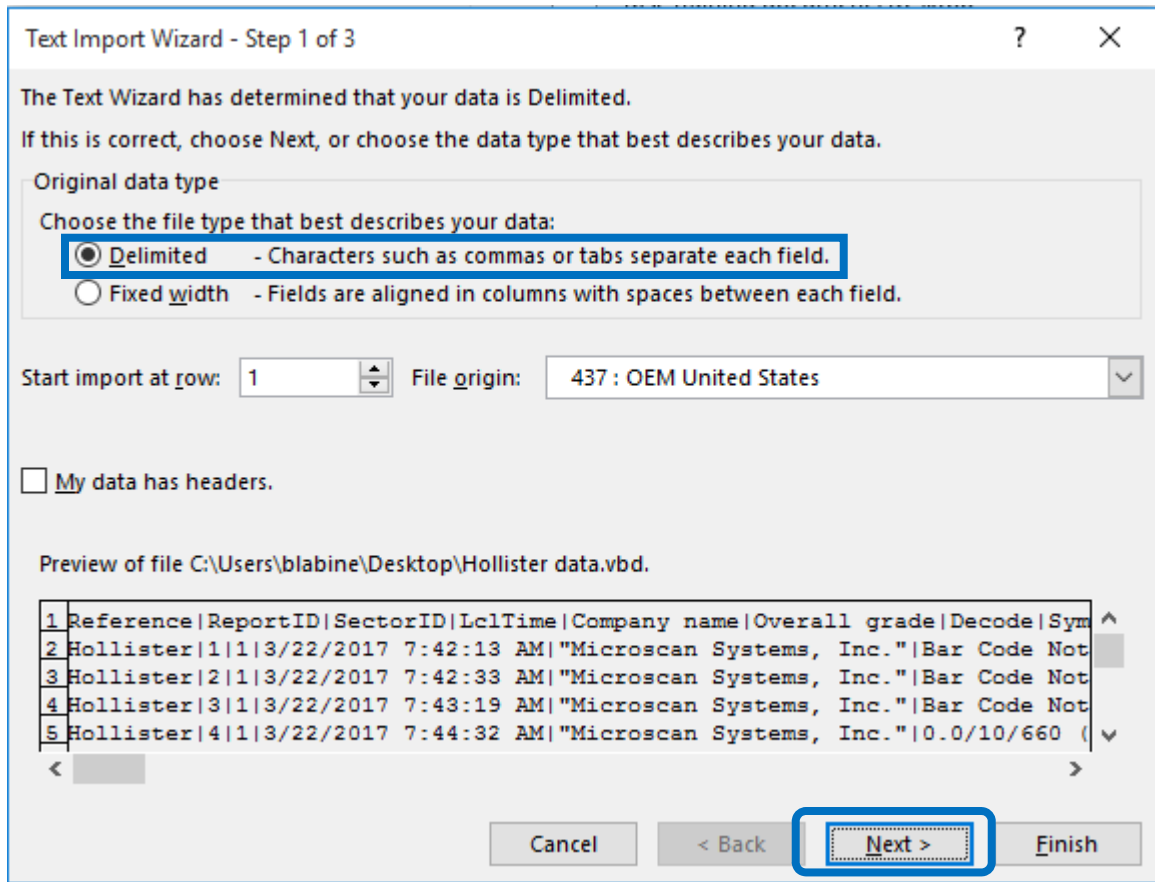 Text Import Wizard - Step 1 of 3 ?
The Text Wizard has determined that your data is Delimited.
If this is correct, choose Next, or choose the data type that best describes your data.
Original data type
Choose the file type that best describes your data:
Delimited - Characters such as commas or tabs separate each field.
Fixed width - Fields are aligned in columns with spaces between each field.
Start import at row: 1 File origin: 437 : OEM United States
My data has headers.
Preview of file C:\Users\blabine\Desktop\Hollister data.vbd.
1 Reference|ReportID|SectorID|LclTime|Company name|Overall grade|Decode|Sym
2 Hollister|1|1|3/22/2017 7:42:13 AM|"Microscan Systems, Inc."|Bar Code Not
3 Hollister|2|1|3/22/2017 7:42:33 AM|"Microscan Systems, Inc."|Bar Code Not
4 Hollister|3|1|3/22/2017 7:43:19 AM|"Microscan Systems, Inc."|Bar Code Not
5 Hollister|4|1|3/22/2017 7:44:32 AM|"Microscan Systems, Inc."|0.0/10/660 (
Cancel < Back Next > Finish